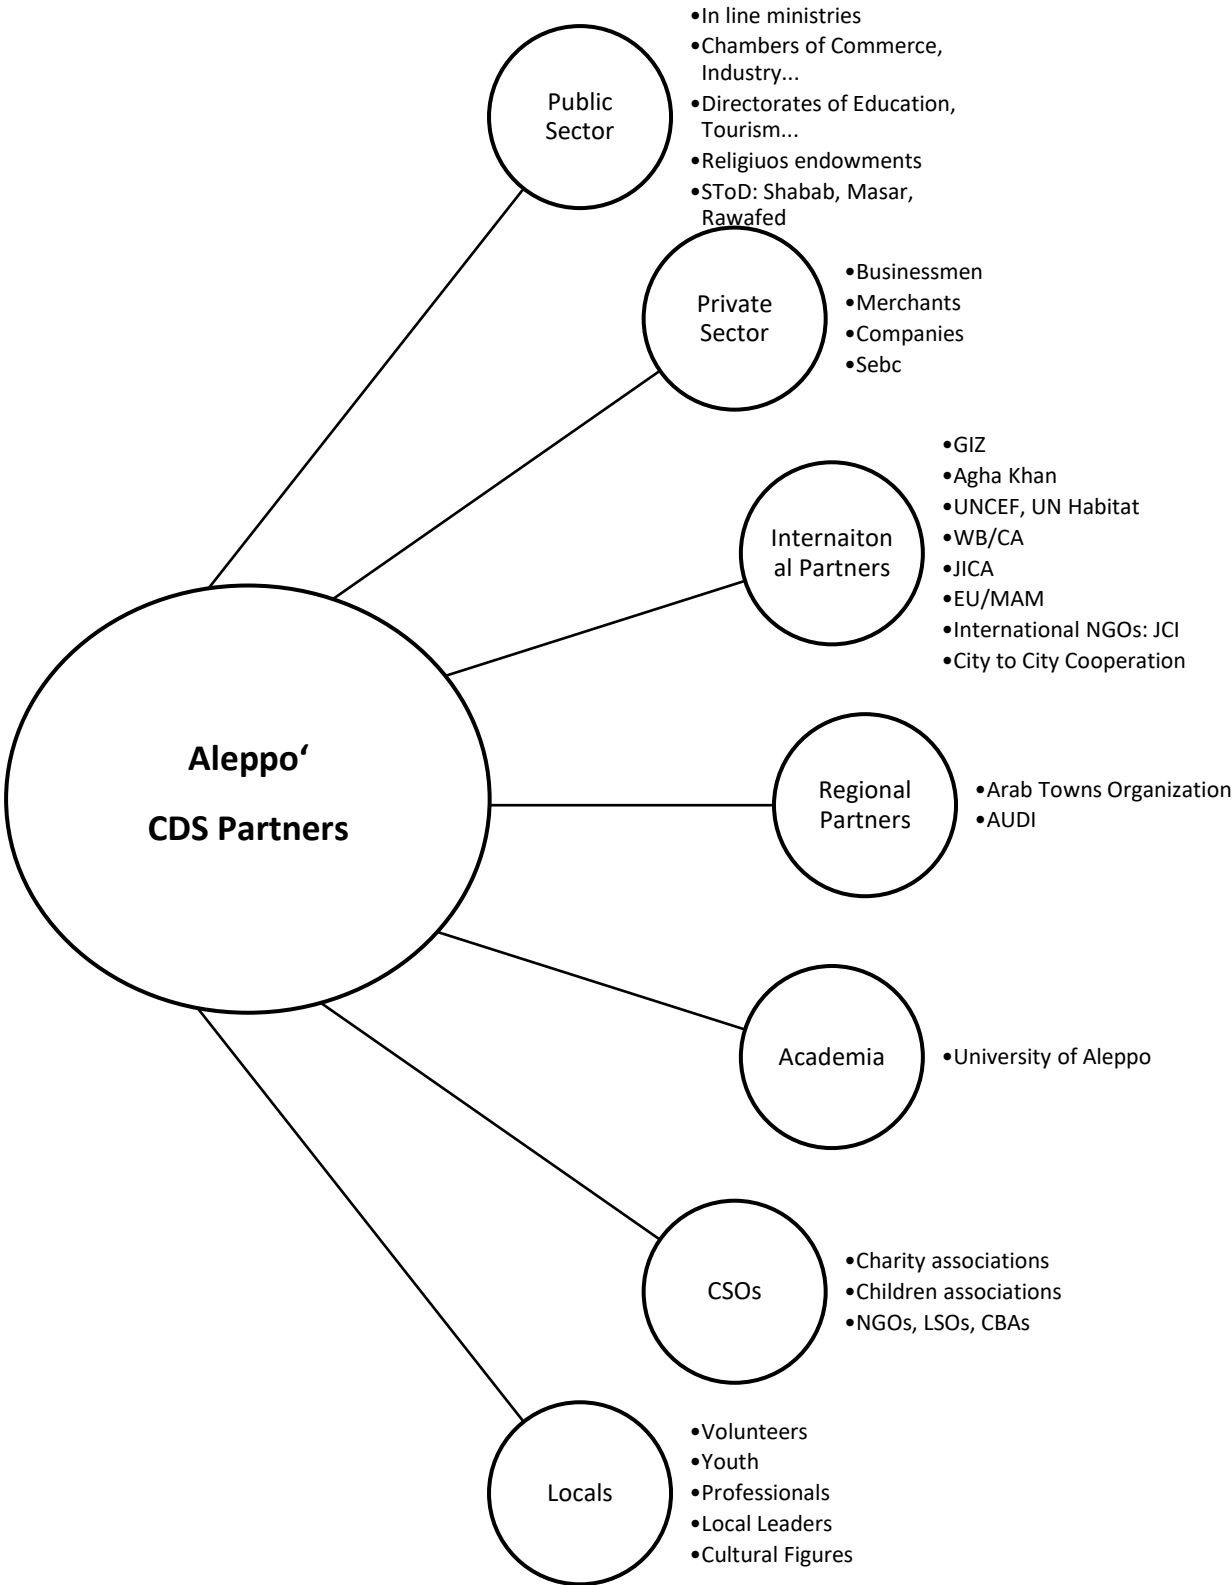 •In line ministries
•Chambers of Commerce,
Industry...
•Directorates of Education,
Tourism...
•Religiuos endowments
•SToD: Shabab, Masar,
Rawafed
Public
Sector
•Businessmen
•Merchants
•Companies
•Sebc
Private
Sector
•GIZ
•Agha Khan
•UNCEF, UN Habitat
•WB/CA
•JICA
•EU/MAM
•International NGOs: JCI
•City to City Cooperation
Internaiton
al Partners
Aleppo‘
CDS Partners
Regional
Partners
•Arab Towns Organization
•AUDI
Academia
•University of Aleppo
CSOs
•Charity associations
•Children associations
•NGOs, LSOs, CBAs
Locals
•Volunteers
•Youth
•Professionals
•Local Leaders
•Cultural Figures